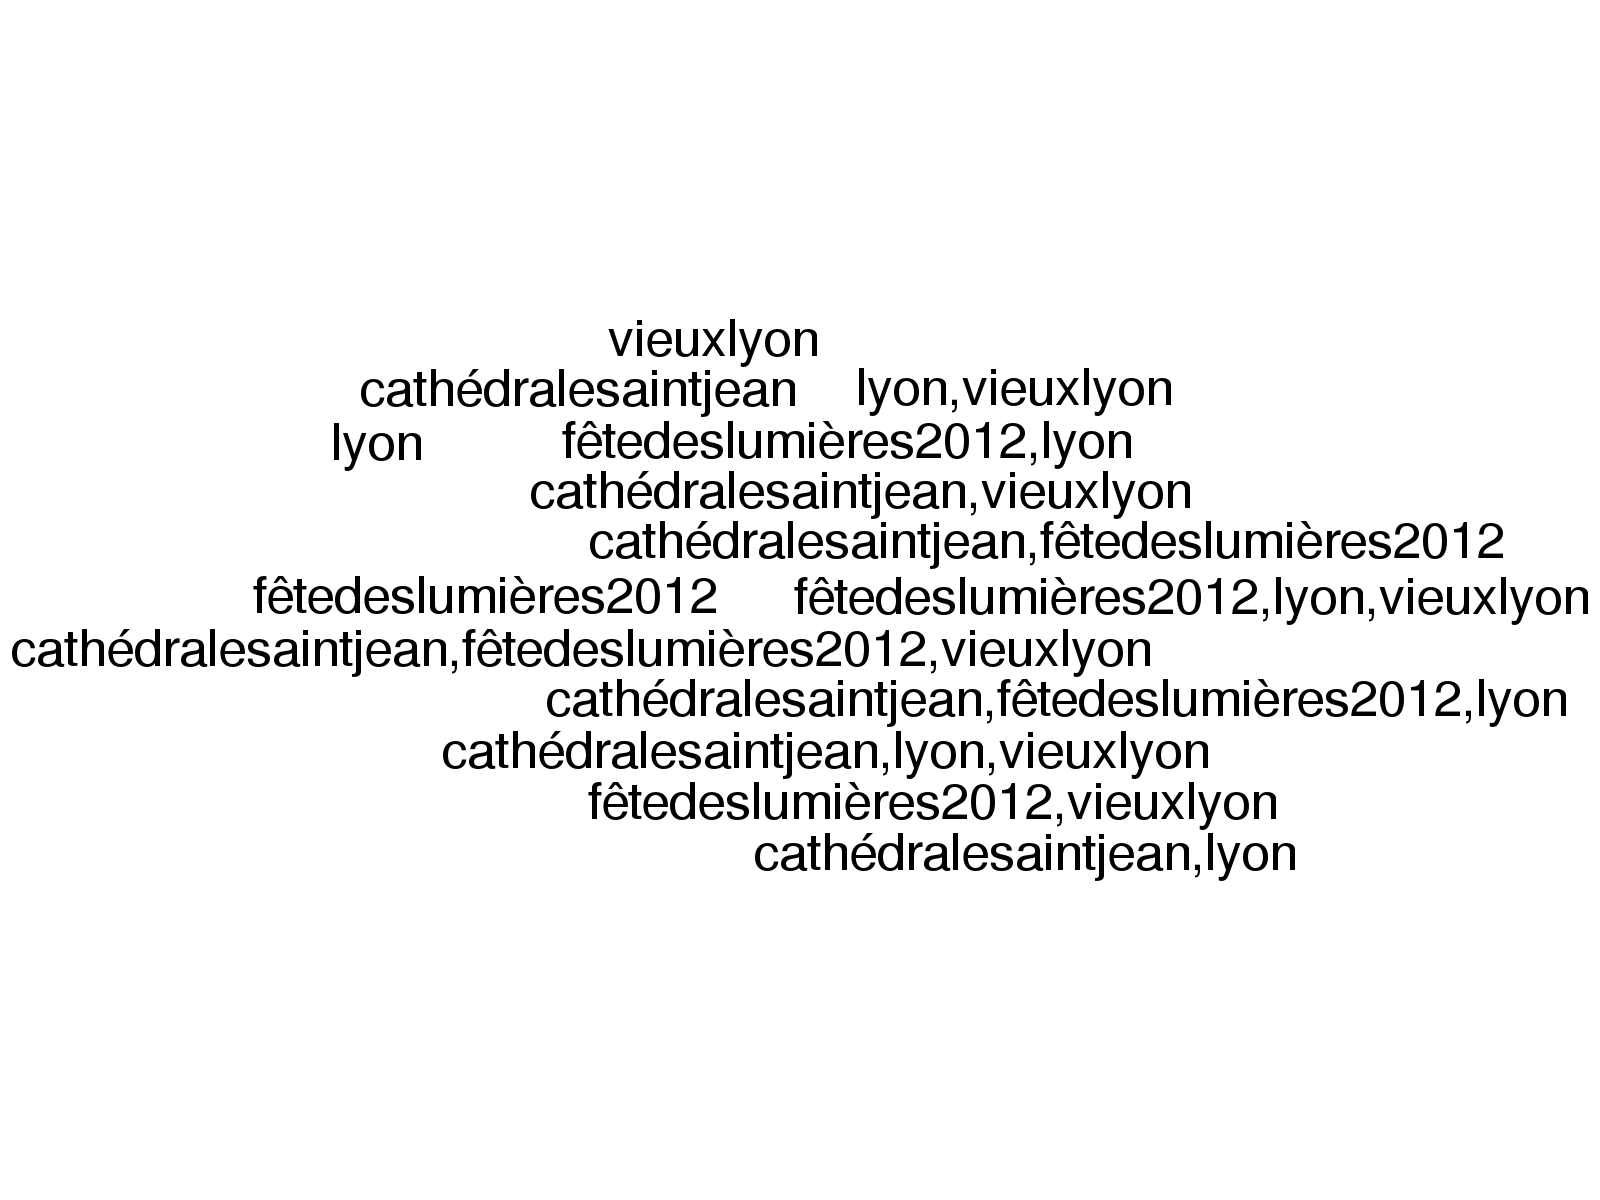 vieuxlyon
cathédralesaintjean lyon,vieuxlyon
lyon fêtedeslumières2012,lyon
cathédralesaintjean,vieuxlyon
cathédralesaintjean,fêtedeslumières2012
fêtedeslumières2012 fêtedeslumières2012,lyon,vieuxlyon
cathédralesaintjean,fêtedeslumières2012,vieuxlyon
cathédralesaintjean,fêtedeslumières2012,lyon
cathédralesaintjean,lyon,vieuxlyon
fêtedeslumières2012,vieuxlyon
cathédralesaintjean,lyon